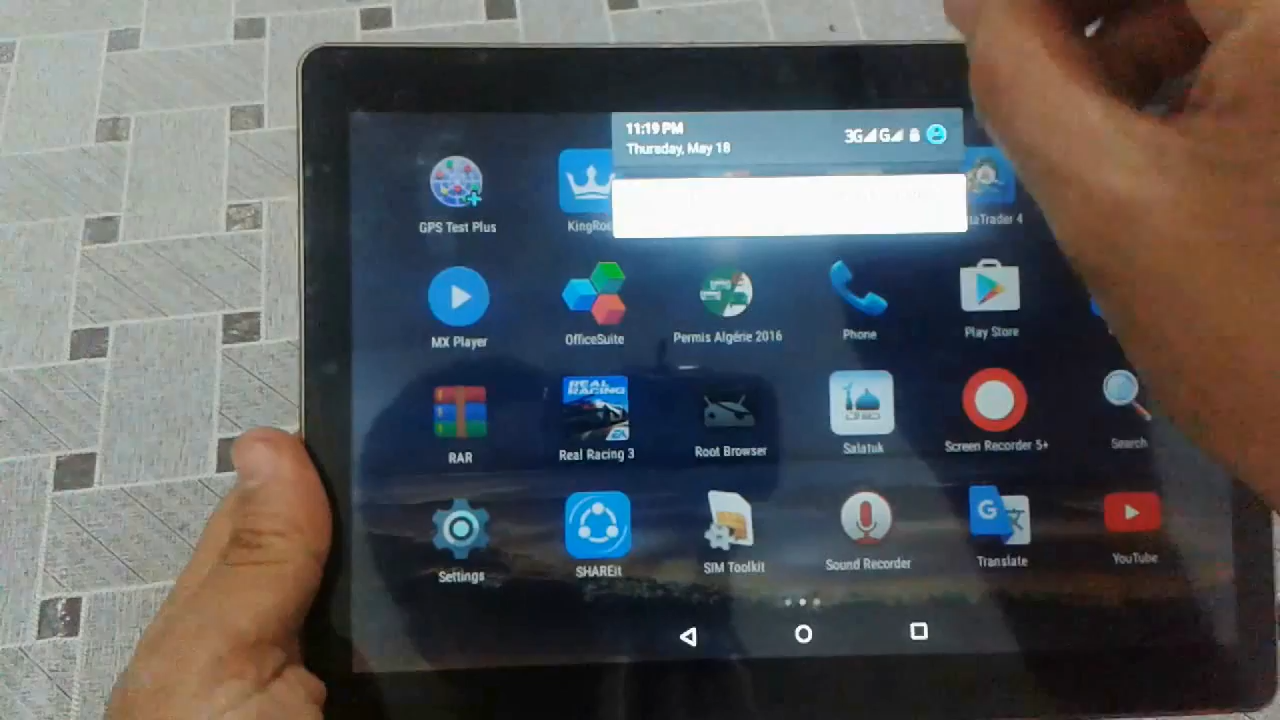 11:19 PM
Thursday, May 18
3G G
GPS Test Plus
KingRoo
taTrader 4
MX Player
OfficeSuite
Permis Algérie 2016
Phone
Play Store
RAR
REAL
RACING
Real Racing 3
Root Browser
Salatuk
Screen Recorder 5+
Search
Settings
SHAREit
SIM Toolkit
Sound Recorder
G
Translate
YouTube